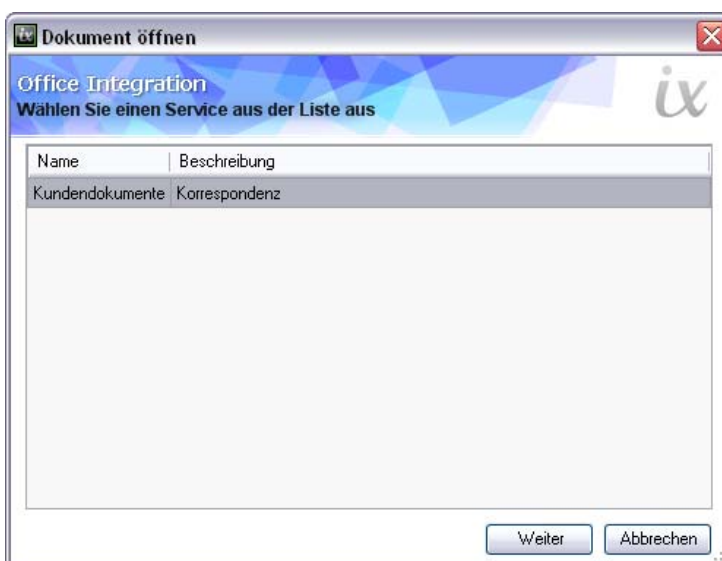 ix Dokument öffnen
Office Integration
Wählen Sie einen Service aus der Liste aus
ix
Name Beschreibung
Kundendokumente Korrespondenz
Weiter Abbrechen